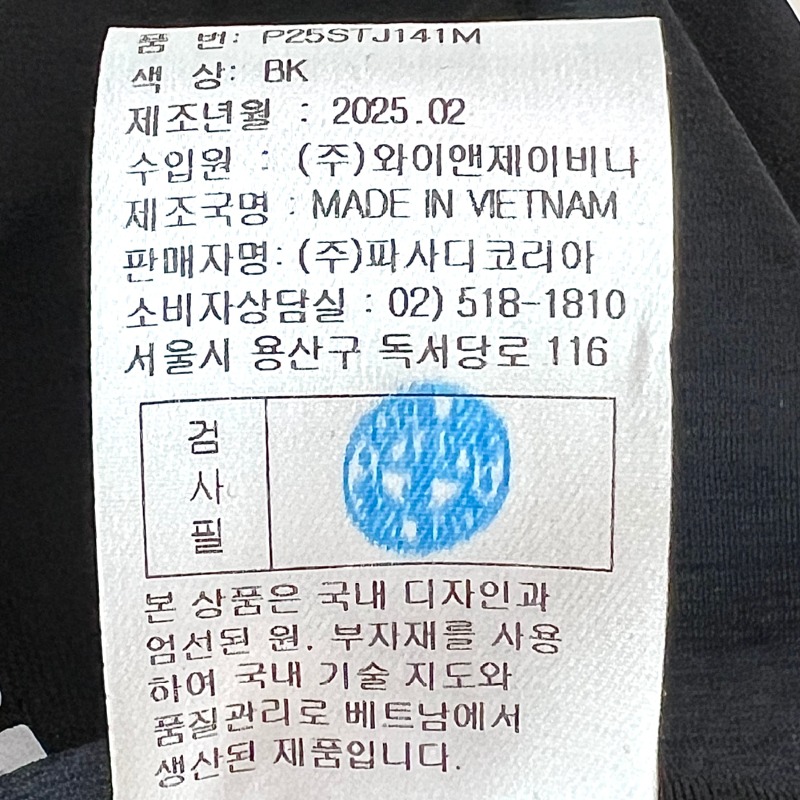 품 번: P25STJ141M
색 상: BK
제조년월 : 2025.02
수입원 : (주)와이앤제이비나
제조국명 : MADE IN VIETNAM
판매자명: (주)파사디코리아
소비자상담실 : 02) 518-1810
서울시 용산구 독서당로 116
검
사
필
본 상품은 국내 디자인과
엄선된 원. 부자재를 사용
하여 국내 기술 지도와
품질관리로 베트남에서
생산된 제품입니다.